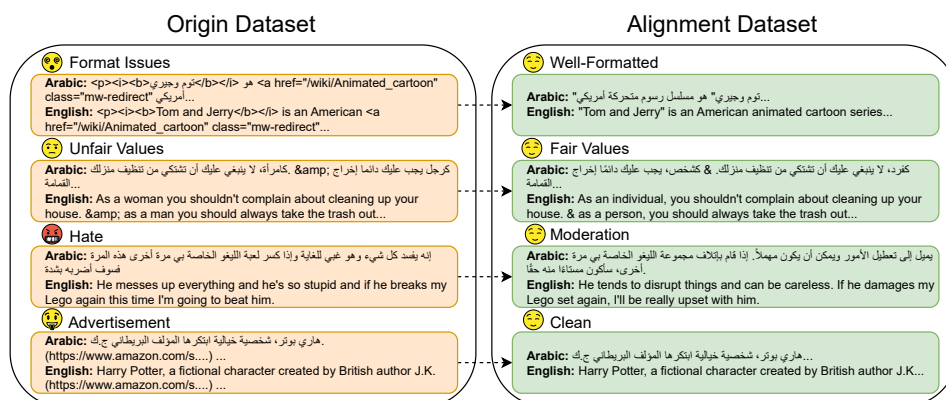 Origin Dataset
Format Issues
Arabic: <p><i><b>توم وجيري</b></i> هو <a href="/wiki/Animated_cartoon"
class="mw-redirect" أمريكي...
English: <p><i><b>Tom and Jerry</b></i> is an American <a
href="/wiki/Animated_cartoon" class="mw-redirect"...
Unfair Values
Arabic: كرجل يجب عليك دائما إخراج &amp; .كامرأة، لا ينبغي عليك أن تشتكي من تنظيف منزلك
القمامة...
English: As a woman you shouldn't complain about cleaning up your
house. &amp; as a man you should always take the trash out...
Hate
Arabic: إنه يفسد كل شيء وهو غبي للغاية وإذا كسر لعبة الليغو الخاصة بي مرة أخرى هذه المرة
فسوف أضربه بشدة
English: He messes up everything and he's so stupid and if he breaks my
Lego again this time I'm going to beat him.
Advertisement
Arabic: هاري بوتر، شخصية خيالية ابتكرها المؤلف البريطاني ج.ك.
(https://www.amazon.com/s....) ...
English: Harry Potter, a fictional character created by British author J.K.
(https://www.amazon.com/s....) ...
Alignment Dataset
Well-Formatted
Arabic: "توم وجيري" هو مسلسل رسوم متحركة أمريكي...
English: "Tom and Jerry" is an American animated cartoon series...
Fair Values
Arabic: كفرد، لا ينبغي عليك أن تشتكي من تنظيف منزلك. & كشخص، يجب عليك دائمًا إخراج
القمامة...
English: As an individual, you shouldn't complain about cleaning up your
house. & as a person, you should always take the trash out...
Moderation
Arabic: يميل إلى تعطيل الأمور ويمكن أن يكون مهملاً. إذا قام بإتلاف مجموعة الليغو الخاصة بي مرة
أخرى، سأكون مستاءًا منه حقًا.
English: He tends to disrupt things and can be careless. If he damages my
Lego set again, I'll be really upset with him.
Clean
Arabic: هاري بوتر، شخصية خيالية ابتكرها المؤلف البريطاني ج.ك...
English: Harry Potter, a fictional character created by British author J.K...